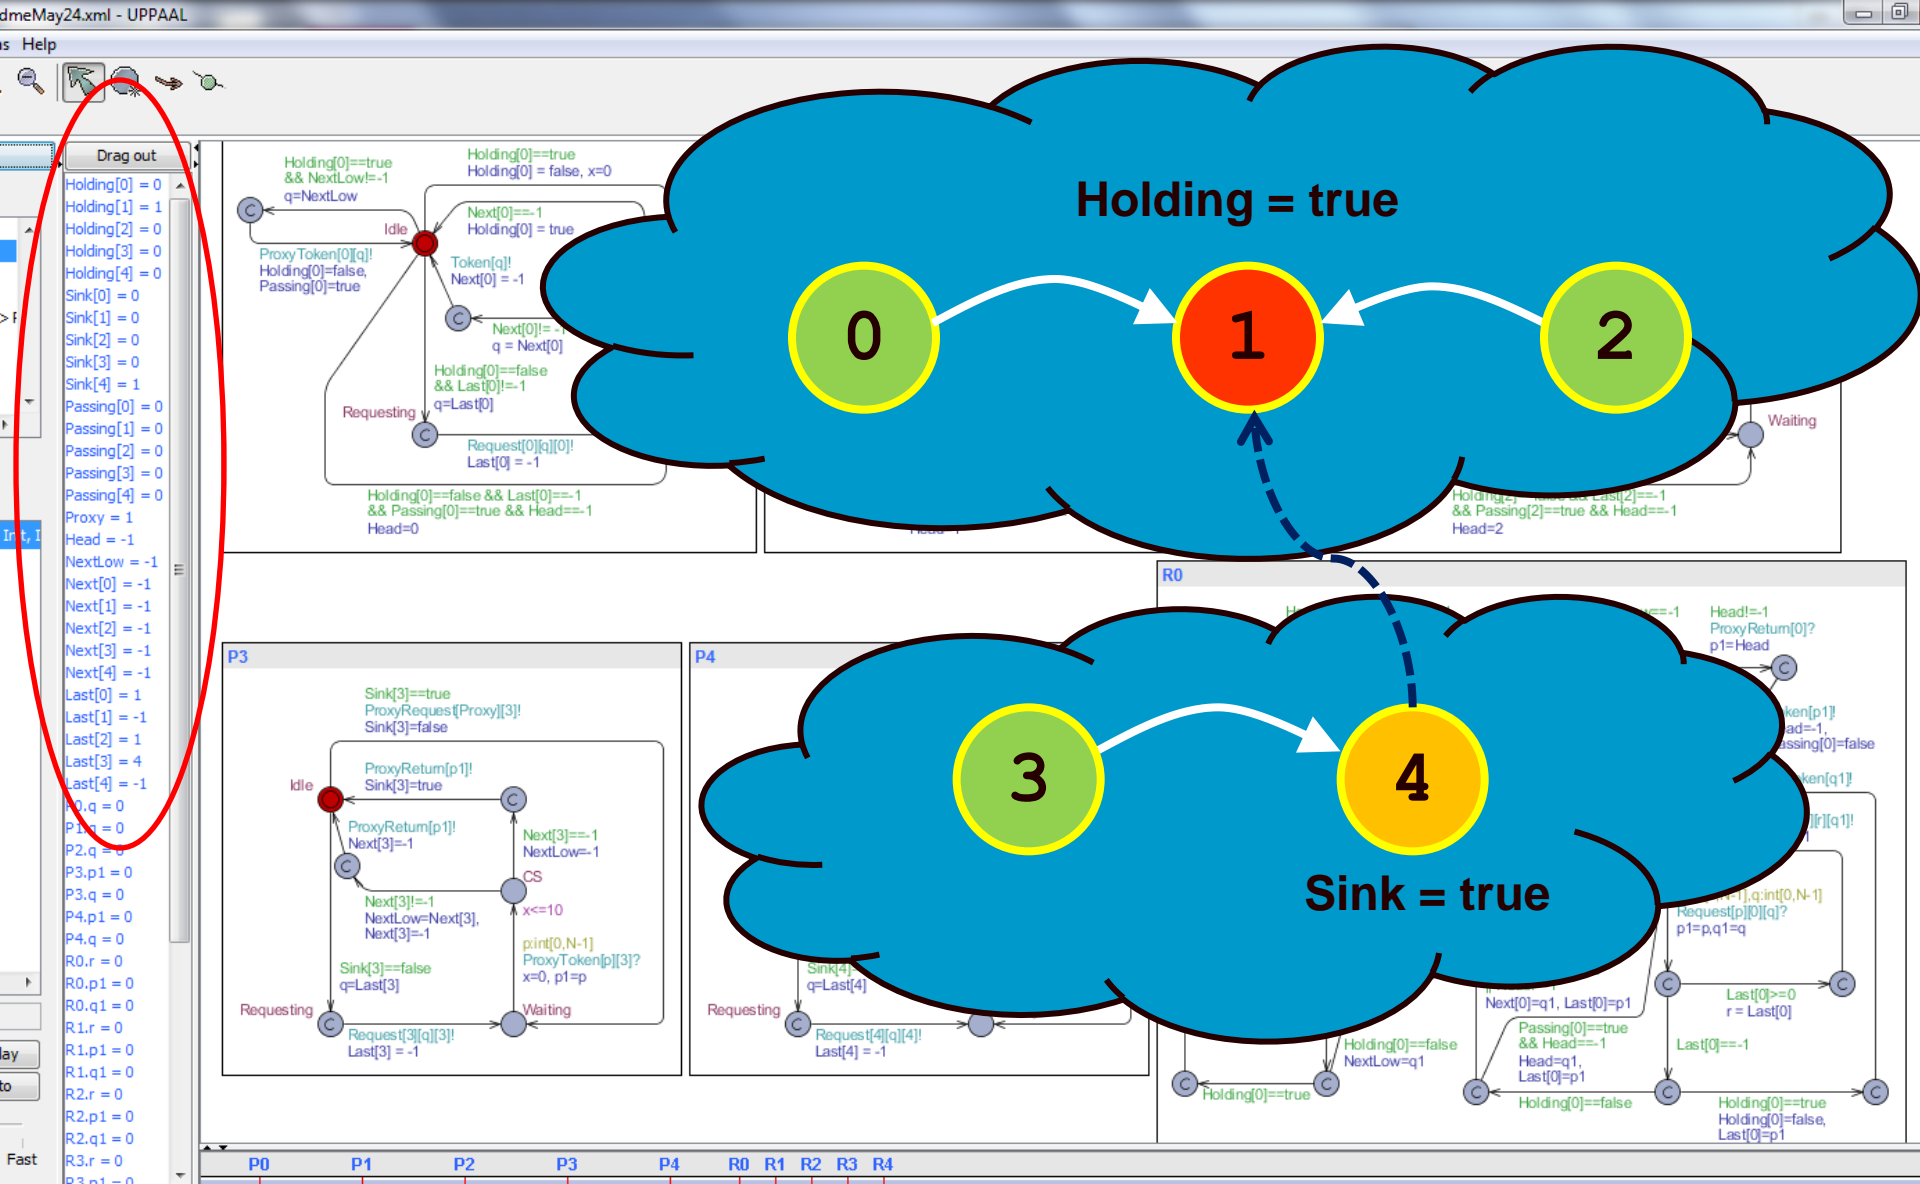 dmeMay24.xml - UPPAAL
Help
Drag out
Holding[0] = 0
Holding[1] = 1
Holding[2] = 0
Holding[3] = 0
Holding[4] = 0
Sink[0] = 0
Sink[1] = 0
Sink[2] = 0
Sink[3] = 0
Sink[4] = 1
Passing[0] = 0
Passing[1] = 0
Passing[2] = 0
Passing[3] = 0
Passing[4] = 0
Proxy = 1
Head = -1
NextLow = -1
Next[0] = -1
Next[1] = -1
Next[2] = -1
Next[3] = -1
Next[4] = -1
Last[0] = 1
Last[1] = -1
Last[2] = 1
Last[3] = 4
Last[4] = -1
P0.q = 0
P1.q = 0
P2.q = 0
P3.p1 = 0
P3.q = 0
P4.p1 = 0
P4.q = 0
R0.r = 0
R0.p1 = 0
R0.q1 = 0
R1.r = 0
R1.p1 = 0
R1.q1 = 0
R2.r = 0
R2.p1 = 0
R2.q1 = 0
R3.r = 0
R3.p1 = 0
Fast
Holding[0]==true
&& NextLow!=-1
q=NextLow
Holding[0]==true
Holding[0] = false, x=0
Next[0]==-1
Holding[0] = true
Idle
ProxyToken[0][q]!
Holding[0]=false,
Passing[0]=true
Token[q]!
Next[0] = -1
C
C
Next[0]!= -1
q = Next[0]
Holding[0]==false
&& Last[0]!=-1
q=Last[0]
Requesting
C
Request[0][q][0]!
Last[0] = -1
Holding[0]==false && Last[0]==-1
&& Passing[0]==true && Head==-1
Head=0
Holding = true
0
1
2
Waiting
&& Passing[2]==true && Head==-1
Head=2
P3
Sink[3]==true
ProxyRequest[Proxy][3]!
Sink[3]=false
ProxyReturn[p1]!
Sink[3]=true
Idle
C
ProxyReturn[p1]!
Next[3]=-1
C
Next[3]==-1
NextLow=-1
CS
Next[3]!=-1
NextLow=Next[3],
Next[3]=-1
x<=10
p:int[0,N-1]
ProxyToken[p][3]?
x=0, p1=p
Sink[3]==false
q=Last[3]
Requesting
C
Waiting
Request[3][q][3]!
Last[3] = -1
P4
q=Last[4]
Requesting
C
Request[4][q][4]!
Last[4] = -1
3
4
Sink = true
R0
Head!=-1
ProxyReturn[0]?
p1=Head
C
Request[p][0][q]?
p1=p,q1=q
C
C
Last[0]>=0
r = Last[0]
Next[0]=q1, Last[0]=p1
Passing[0]==true
&& Head==-1
Head=q1,
Last[0]=p1
Last[0]==-1
Holding[0]==false
NextLow=q1
C
C
C
C
C
Holding[0]==true
Holding[0]==false
Holding[0]==true
Holding[0]=false,
Last[0]=p1
P0
P1
P2
P3
P4
R0
R1
R2
R3
R4